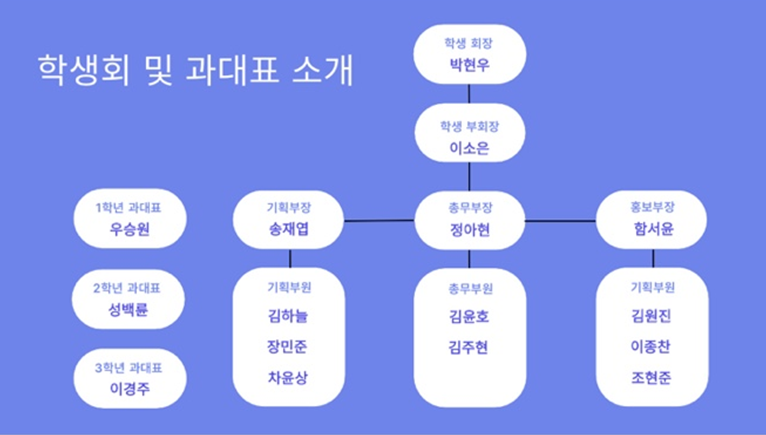 학생회 및 과대표 소개
학생 회장
박현우
학생 부회장
이소은
1학년 과대표
우승원
2학년 과대표
성백륜
3학년 과대표
이경주
기획부장
송재엽
총무부장
정아현
홍보부장
함서윤
기획부원
김하늘
장민준
차윤상
총무부원
김윤호
김주현
기획부원
김원진
이종찬
조현준